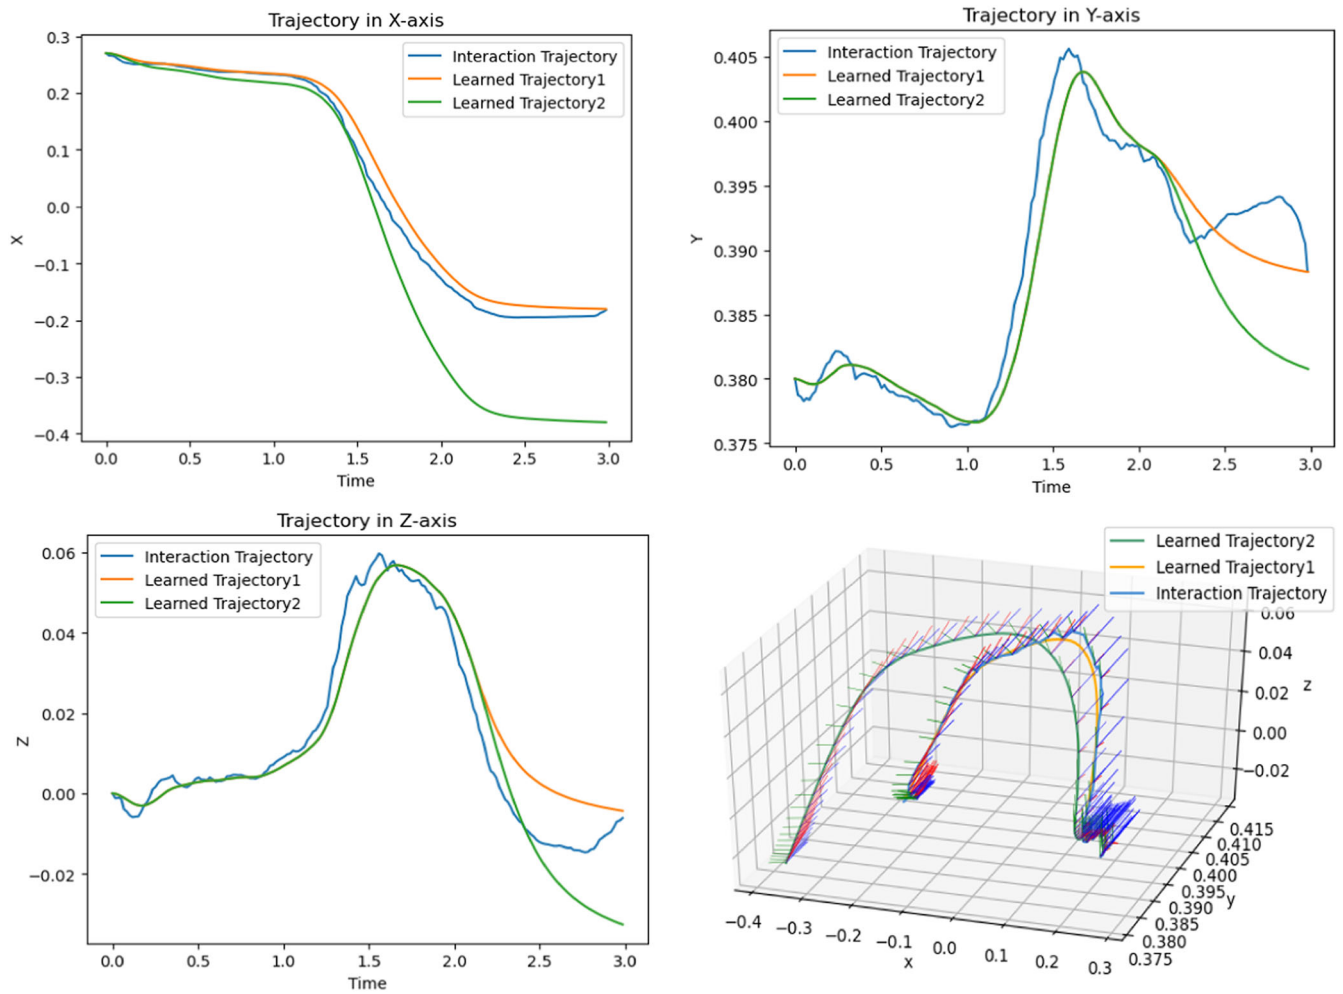 Trajectory in X-axis
0.3
0.2
0.1
0.0
−0.1
−0.2
−0.3
−0.4
X
Interaction Trajectory
Learned Trajectory1
Learned Trajectory2
0.0 0.5 1.0 1.5 2.0 2.5 3.0
Time
Trajectory in Y-axis
0.405
0.400
0.395
0.390
0.385
0.380
0.375
Y
Interaction Trajectory
Learned Trajectory1
Learned Trajectory2
0.0 0.5 1.0 1.5 2.0 2.5 3.0
Time
Trajectory in Z-axis
0.06
0.04
0.02
0.00
−0.02
Z
Interaction Trajectory
Learned Trajectory1
Learned Trajectory2
0.0 0.5 1.0 1.5 2.0 2.5 3.0
Time
Learned Trajectory2
Learned Trajectory1
Interaction Trajectory
0.06
0.04
0.02
0.00
−0.02
z
0.415
0.410
0.405
0.400
0.395
0.390
0.385
0.380
0.375
y
−0.4 −0.3 −0.2 −0.1 0.0 0.1 0.2 0.3
x